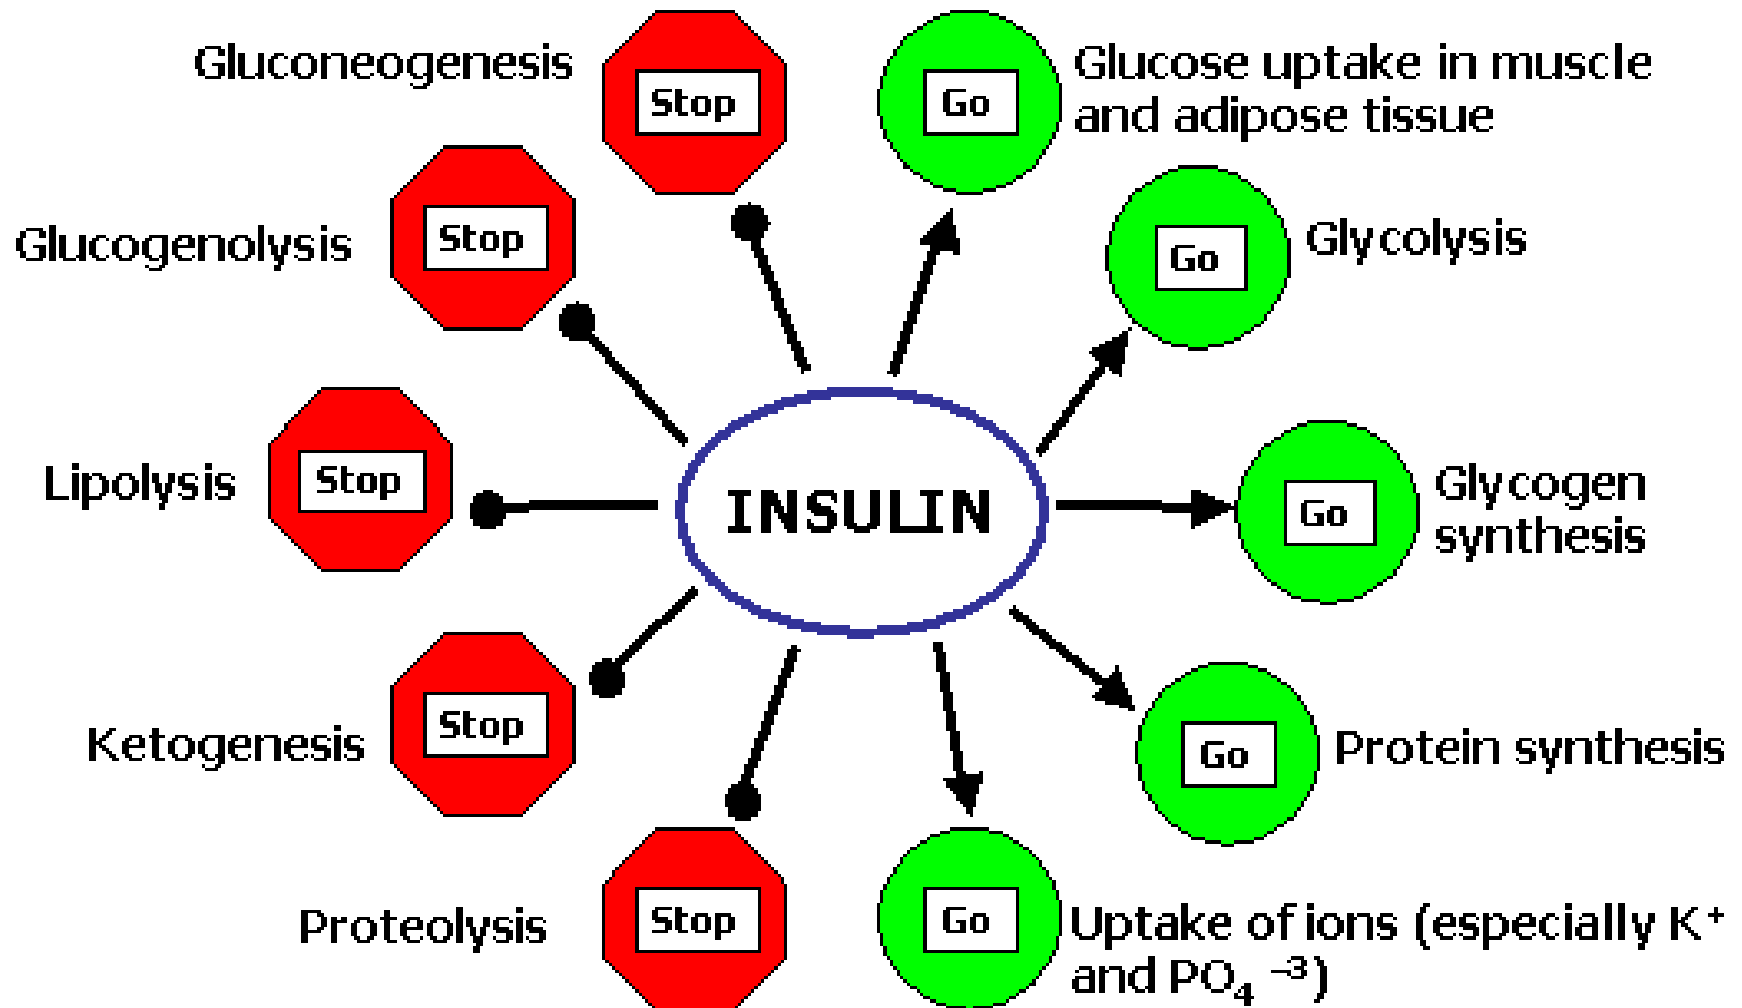 Gluconeogenesis
Stop
Go
Glucose uptake in muscle
and adipose tissue
Glucogenolysis
Stop
Go
Glycolysis
Lipolysis
Stop
INSULIN
Go
Glycogen
synthesis
Ketogenesis
Stop
Go
Protein synthesis
Proteolysis
Stop
Go
Uptake of ions (especially K⁺
and PO₄ ⁻³)